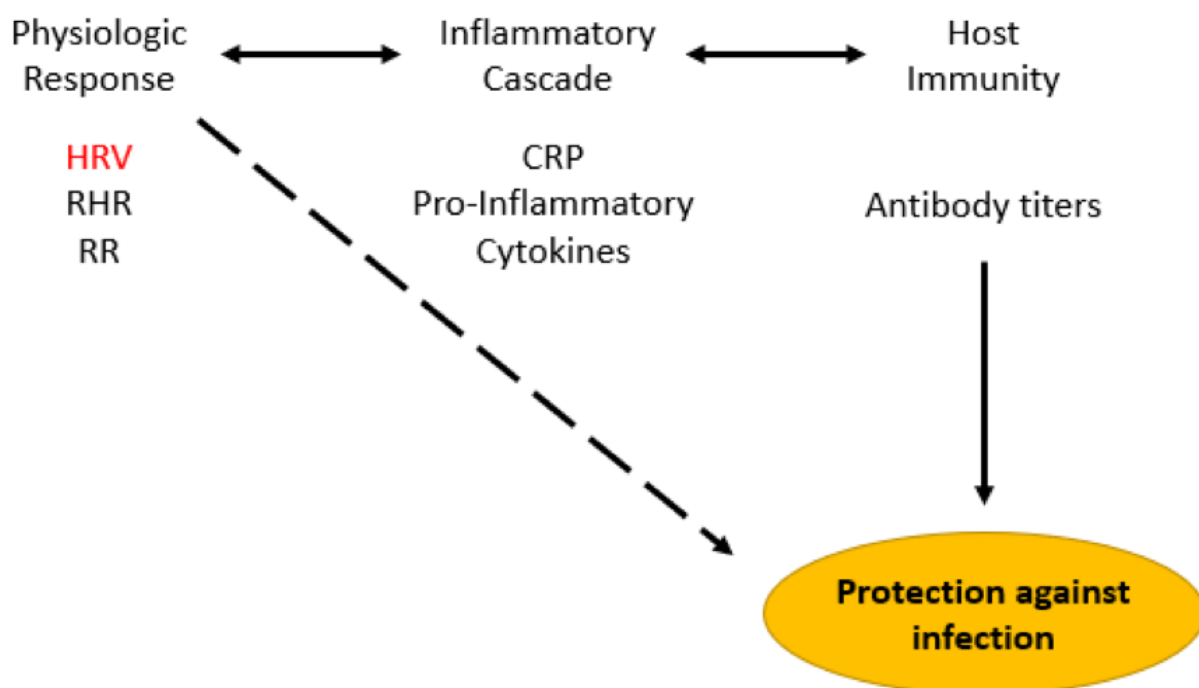 Physiologic
Response
Inflammatory
Cascade
Host
Immunity
HRV
RHR
RR
CRP
Pro-Inflammatory
Cytokines
Antibody titers
Protection against
infection